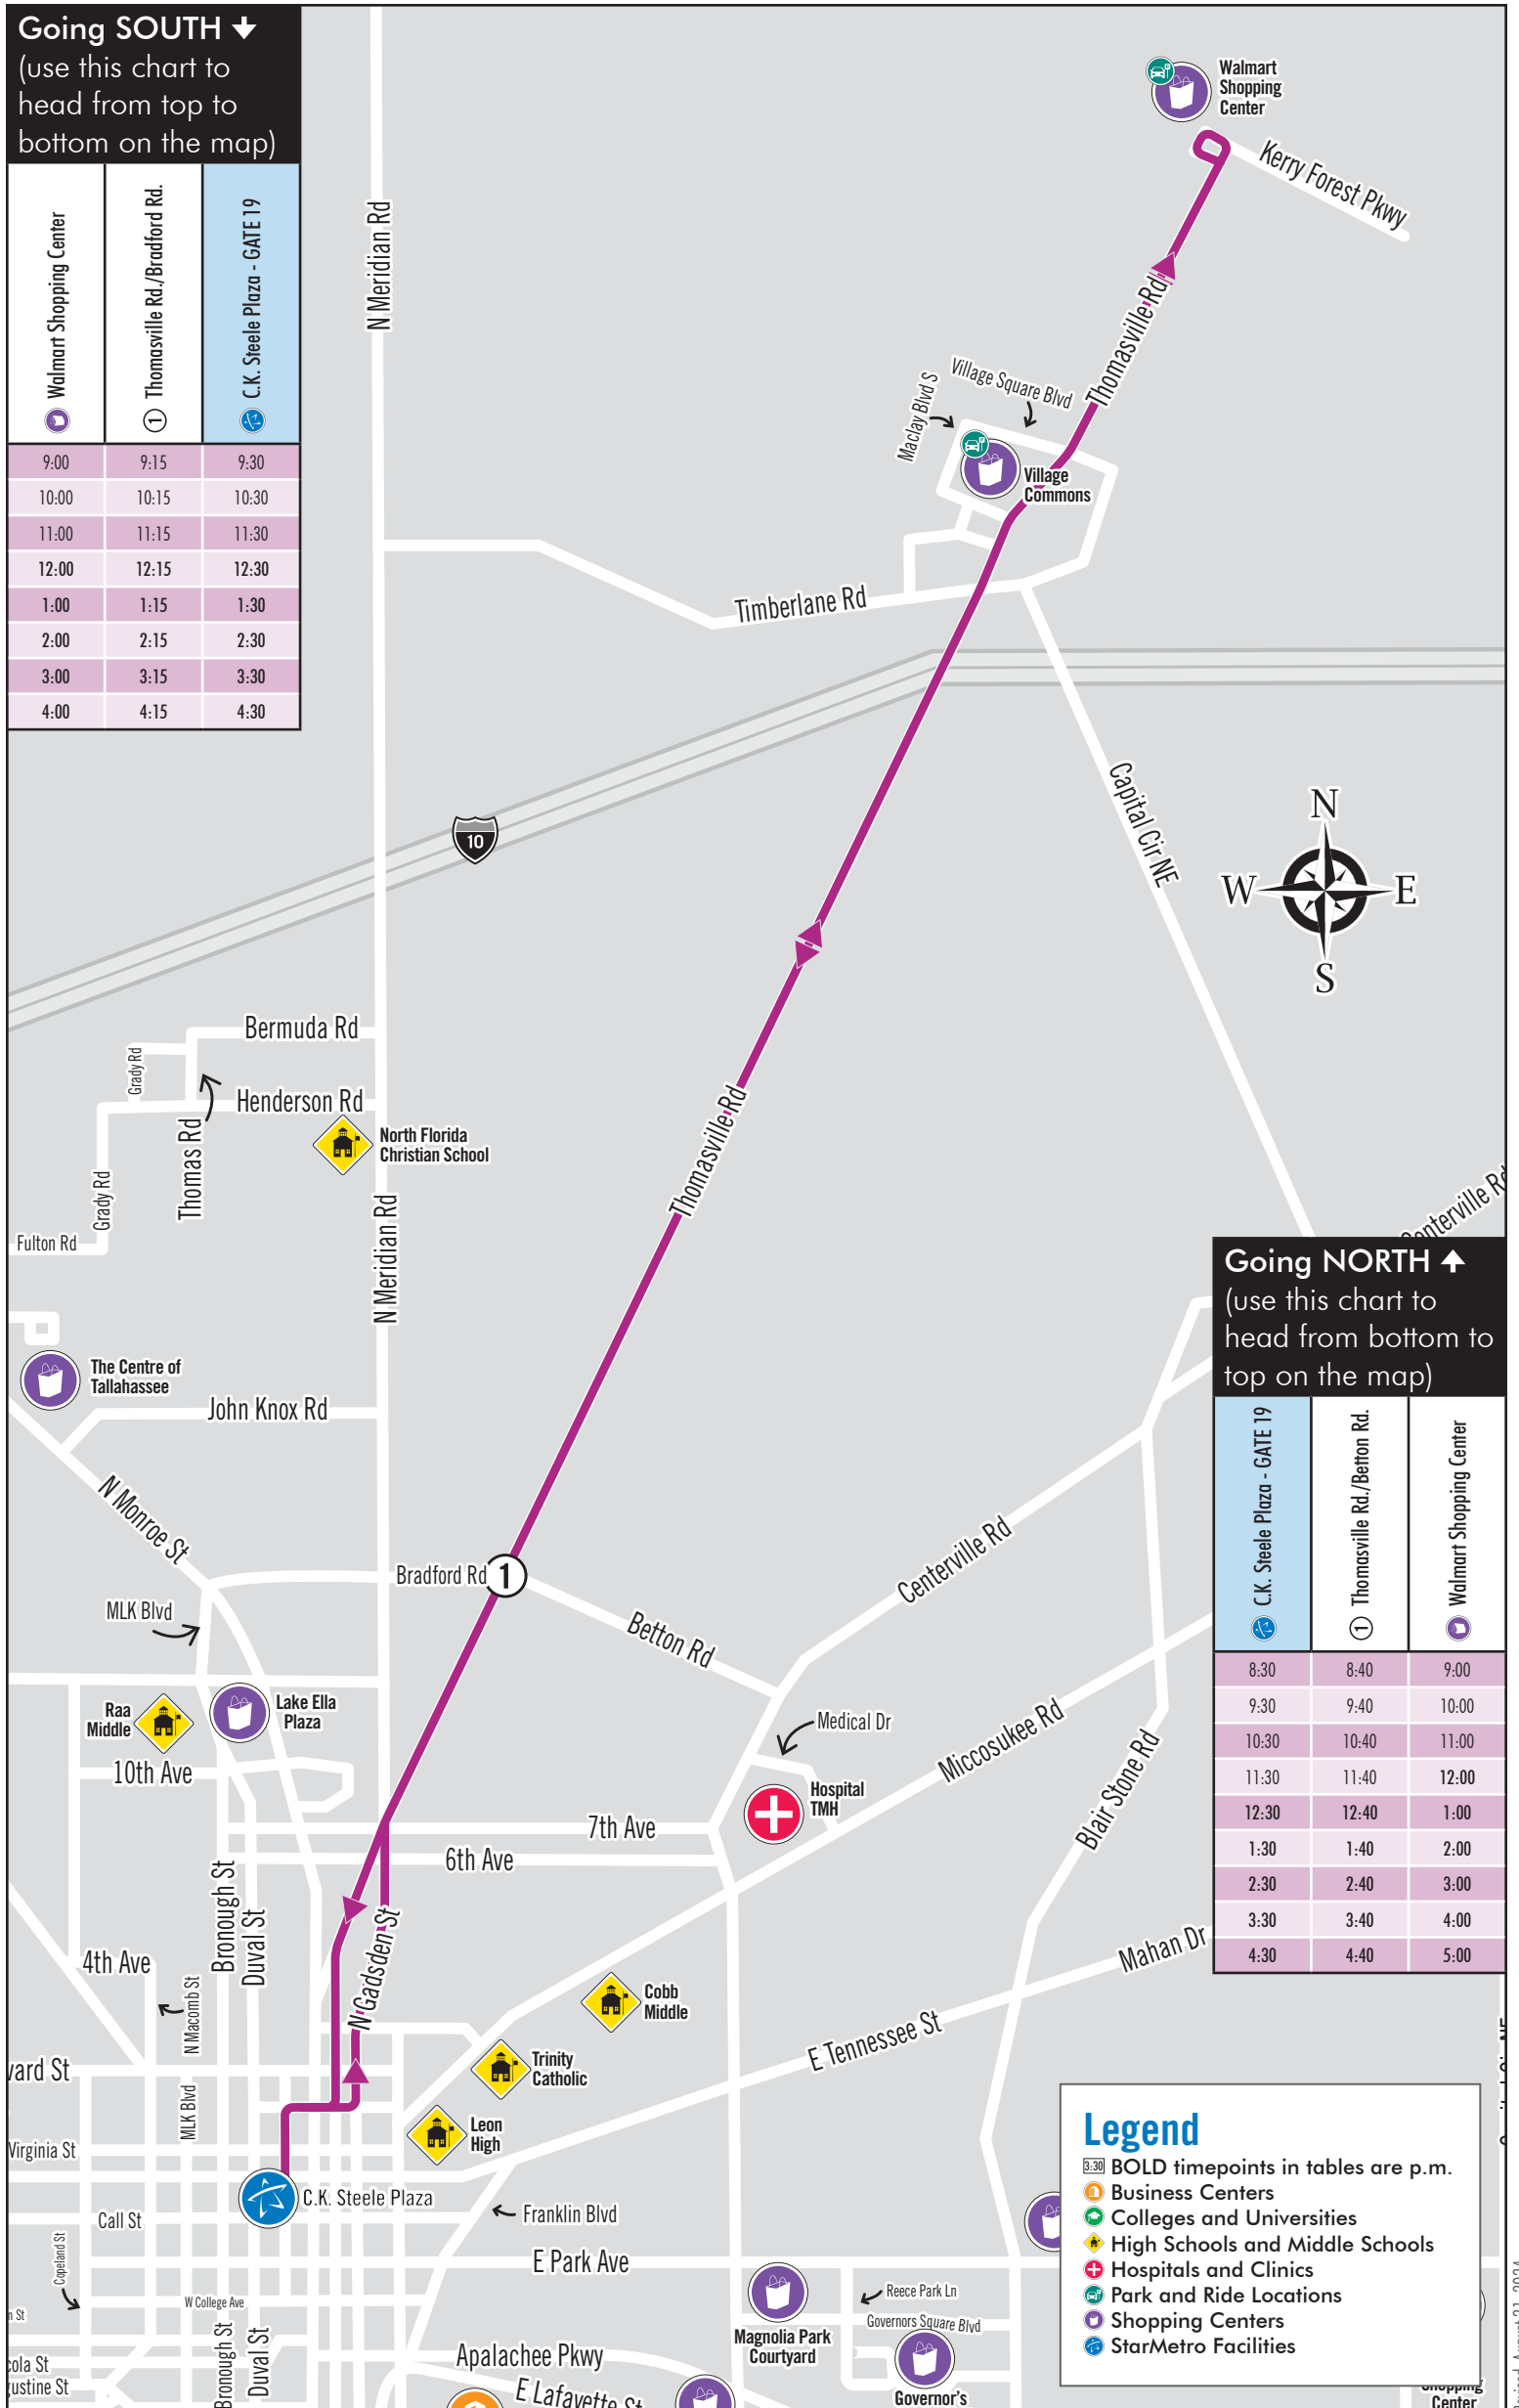 Going SOUTH
(use this chart to
head from top to
bottom on the map)
Walmart Shopping Center
1 Thomasville Rd./Bradford Rd.
C.K. Steele Plaza - GATE 19
9:00 9:15 9:30
10:00 10:15 10:30
11:00 11:15 11:30
12:00 12:15 12:30
1:00 1:15 1:30
2:00 2:15 2:30
3:00 3:15 3:30
4:00 4:15 4:30
Walmart
Shopping
Center
Kerry Forest Pkwy
N Meridian Rd
Thomasville Rd
Village Square Blvd
Maclay Blvd S
Village
Commons
Timberlane Rd
Capital Cir NE
10
N
W E
S
Bermuda Rd
Grady Rd
Henderson Rd
Thomas Rd
North Florida
Christian School
Grady Rd
Fulton Rd
N Meridian Rd
Thomasville Rd
Centerville Rd
The Centre of
Tallahassee
John Knox Rd
N Monroe St
Going NORTH
(use this chart to
head from bottom to
top on the map)
C.K. Steele Plaza - GATE 19
1 Thomasville Rd./Betton Rd.
Walmart Shopping Center
8:30 8:40 9:00
9:30 9:40 10:00
10:30 10:40 11:00
11:30 11:40 12:00
12:30 12:40 1:00
1:30 1:40 2:00
2:30 2:40 3:00
3:30 3:40 4:00
4:30 4:40 5:00
Bradford Rd
1
Betton Rd
Centerville Rd
MLK Blvd
Raa
Middle
Lake Ella
Plaza
10th Ave
Medical Dr
Hospital
TMH
Miccosukee Rd
Blair Stone Rd
7th Ave
6th Ave
Bronough St
Duval St
N Gadsden St
4th Ave
N Macomb St
Mahan Dr
Cobb
Middle
E Tennessee St
Trinity
Catholic
vard St
MLK Blvd
Leon
High
Virginia St
C.K. Steele Plaza
Call St
Franklin Blvd
Copeland St
E Park Ave
W College Ave
n St
Reece Park Ln
Governors Square Blvd
Magnolia Park
Courtyard
Bronough St
Duval St
Apalachee Pkwy
cola St
gustine St
E Lafayette St
Governor's
Shopping
Center
Legend
3:30 BOLD timepoints in tables are p.m.
Business Centers
Colleges and Universities
High Schools and Middle Schools
Hospitals and Clinics
Park and Ride Locations
Shopping Centers
StarMetro Facilities